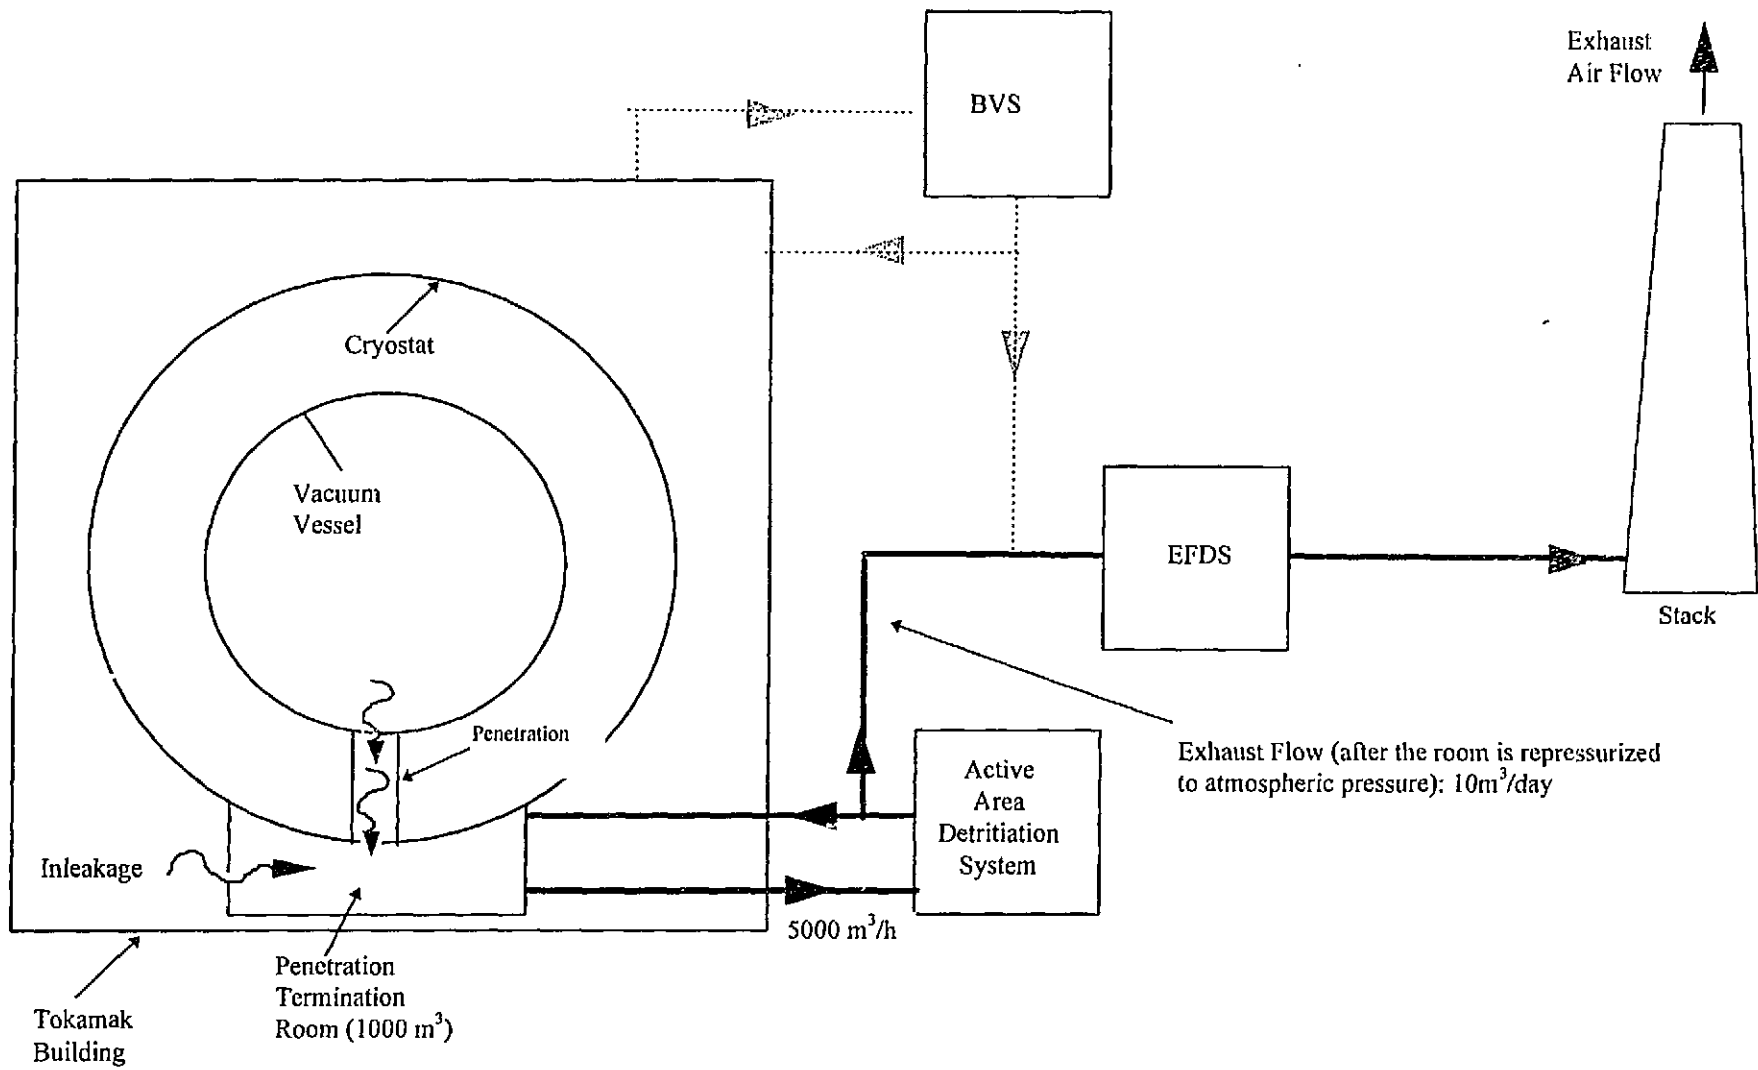 Exhaust
Air Flow
BVS
Cryostat
Vacuum
Vessel
EFDS
Stack
Penetration
Exhaust Flow (after the room is repressurized
to atmospheric pressure): 10m³/day
Active
Area
Detritiation
System
Inleakage
5000 m³/h
Penetration
Termination
Room (1000 m³)
Tokamak
Building